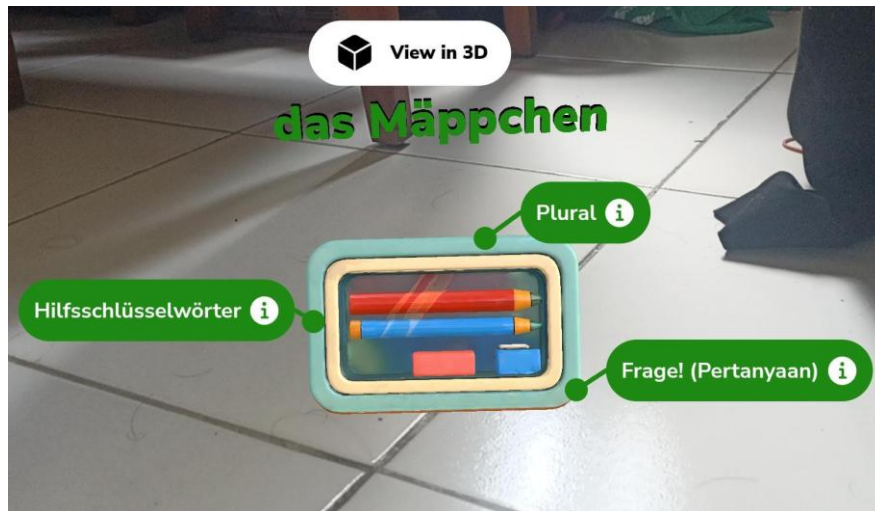 View in 3D
das Mäppchen
Plural
Hilfsschlüsselwörter
Frage! (Pertanyaan)